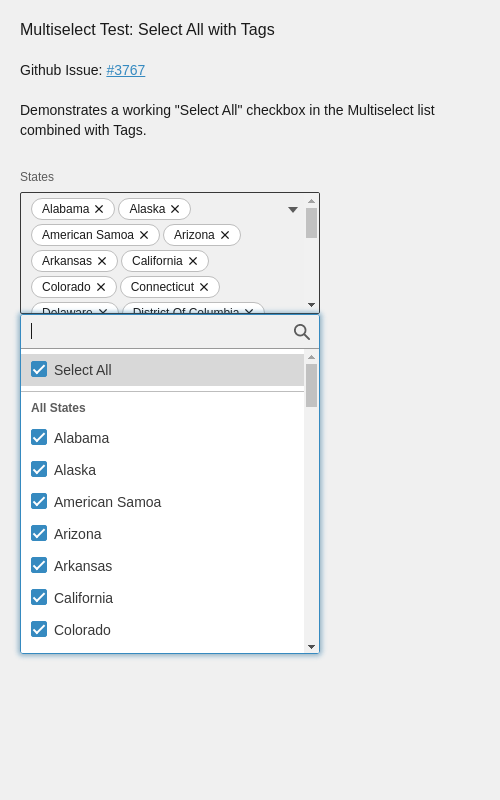 Multiselect Test: Select All with Tags
Github Issue: #3767
Demonstrates a working "Select All" checkbox in the Multiselect list
combined with Tags.
States
Alabama Alaska
American Samoa Arizona
Arkansas California
Colorado Connecticut
Delaware District Of Columbia
Select All
All States
Alabama
Alaska
American Samoa
Arizona
Arkansas
California
Colorado